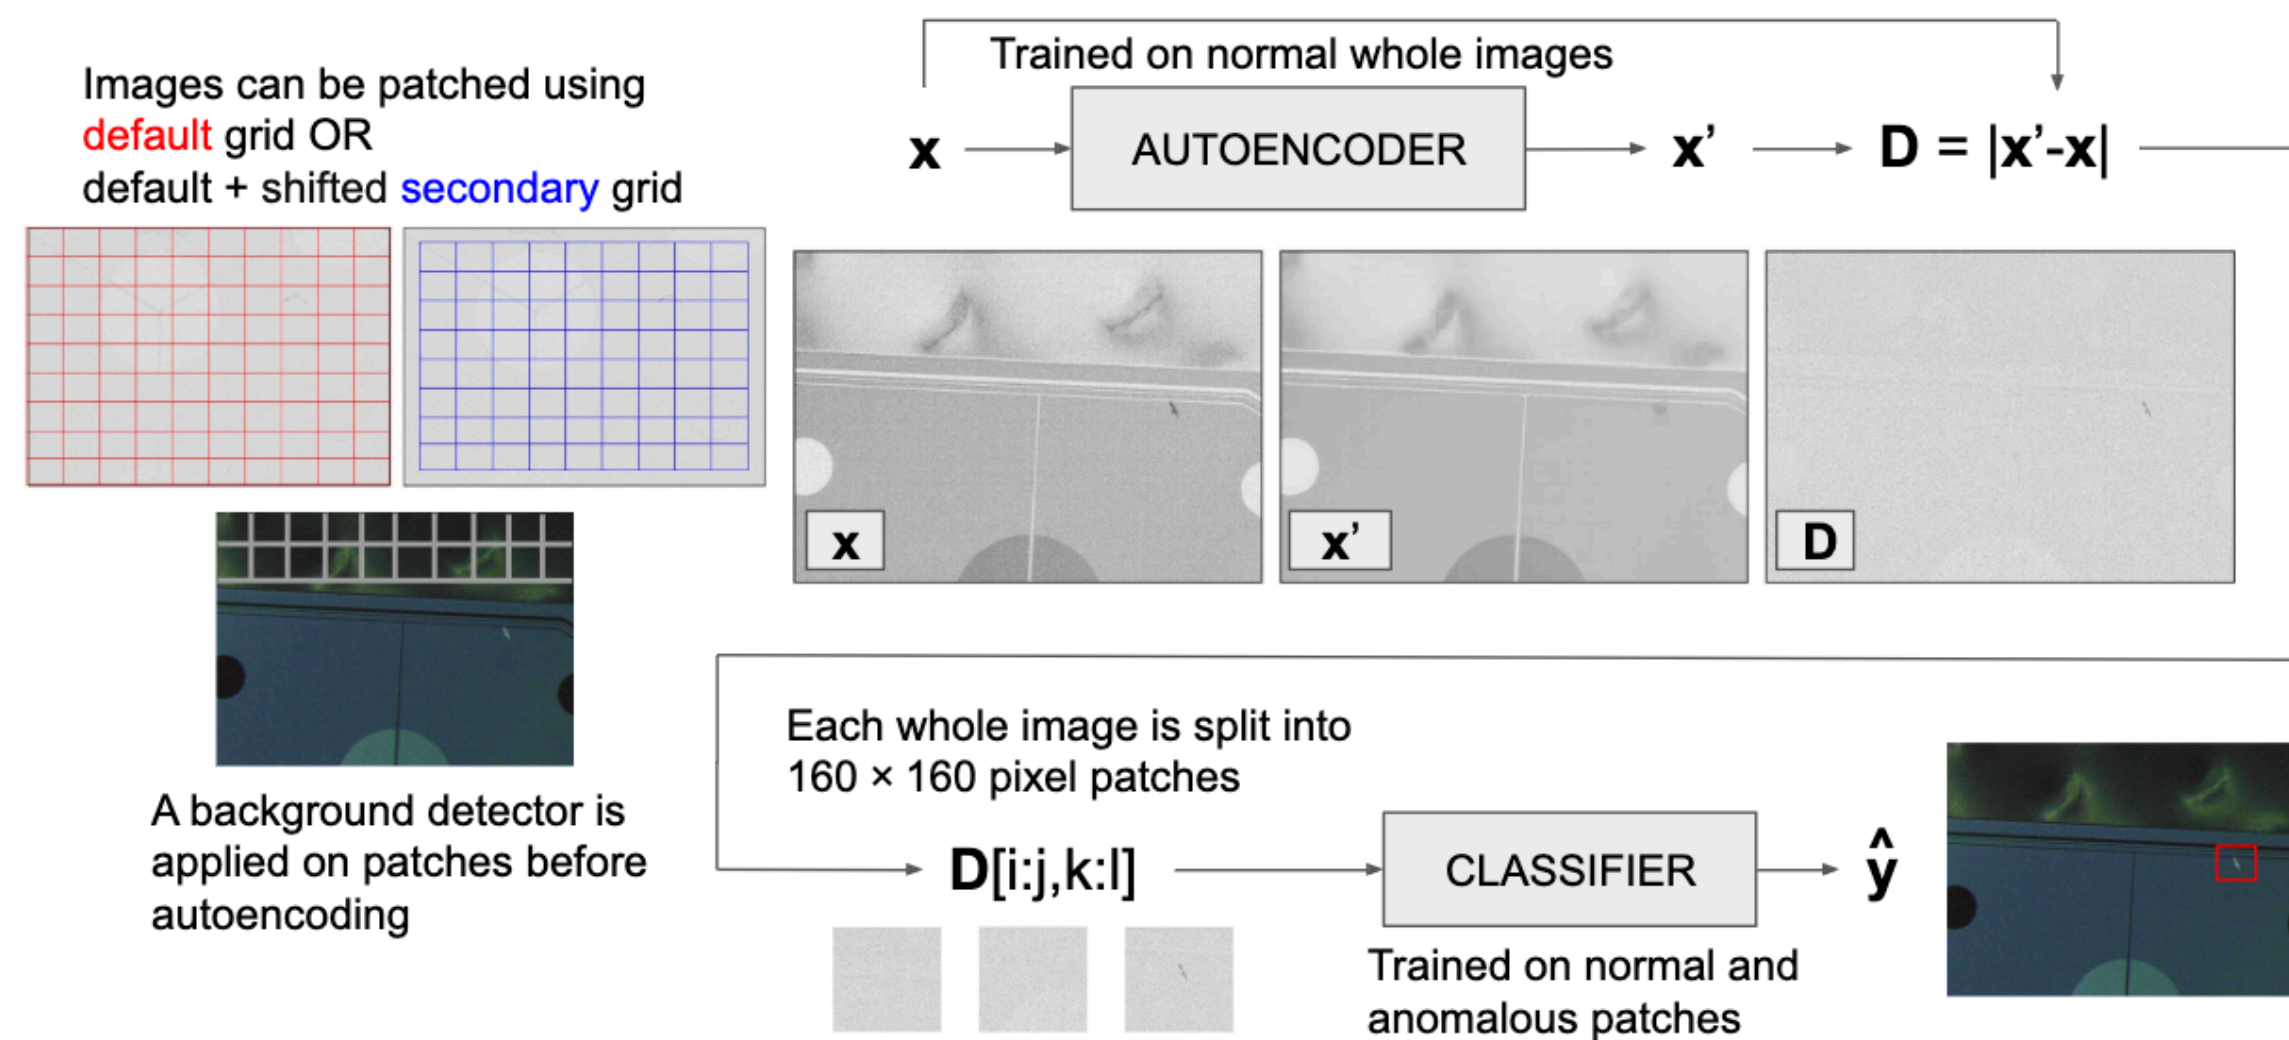 Images can be patched using
default grid OR
default + shifted secondary grid
A background detector is
applied on patches before
autoencoding
Trained on normal whole images
x
AUTOENCODER
x’
D = |x’-x|
x
x’
D
Each whole image is split into
160 × 160 pixel patches
D[i:j,k:l]
CLASSIFIER
ŷ
Trained on normal and
anomalous patches